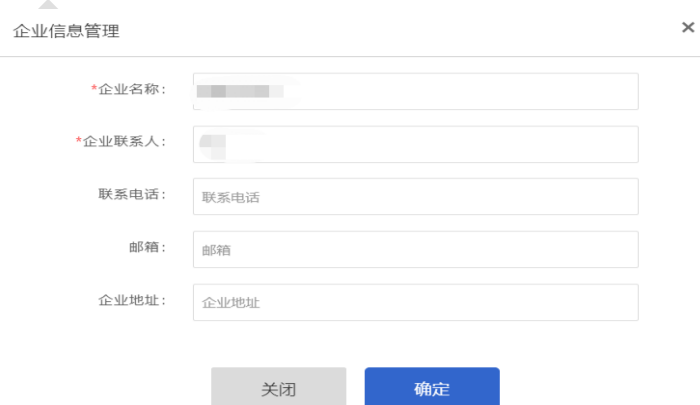 企业信息管理 ×
*企业名称:
*企业联系人:
联系电话: 联系电话
邮箱: 邮箱
企业地址: 企业地址
关闭 确定